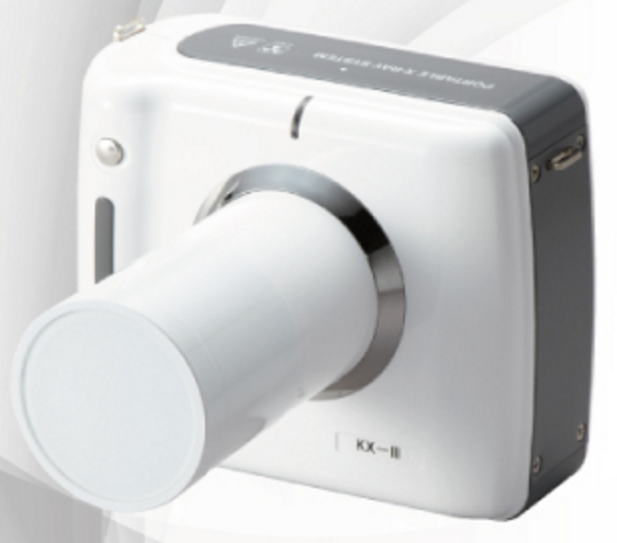 PORTABLE X-RAY SYSTEM
KX-III